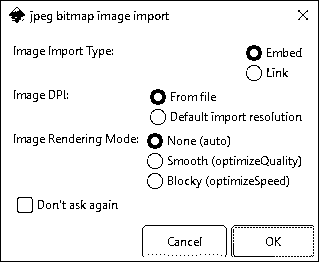 jpeg bitmap image import
Image Import Type:
Embed
Link
Image DPI:
From file
Default import resolution
Image Rendering Mode:
None (auto)
Smooth (optimizeQuality)
Blocky (optimizeSpeed)
Don't ask again
Cancel
OK